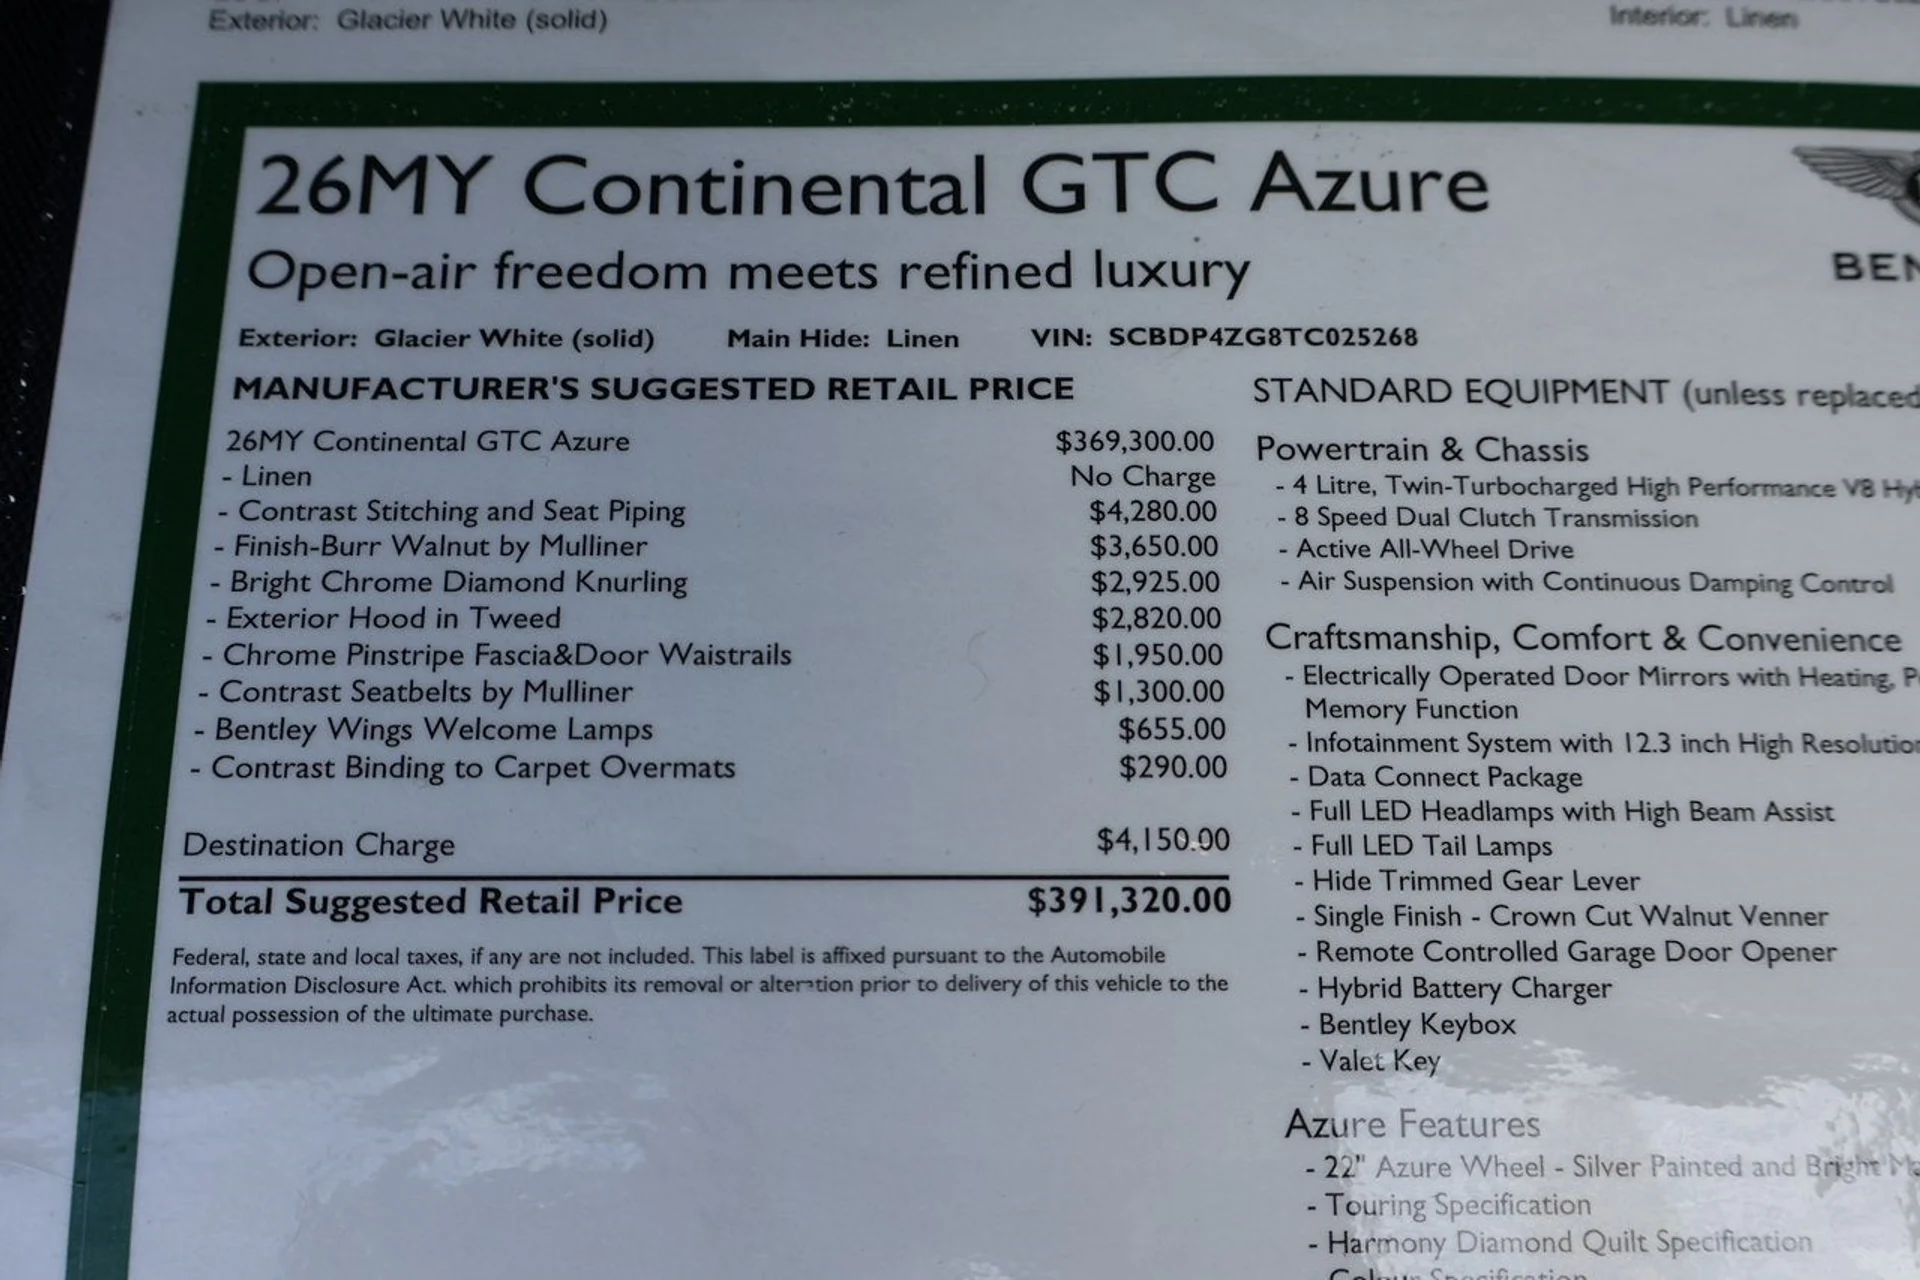 Exterior: Glacier White (solid)
Interior: Linen
26MY Continental GTC Azure
Open-air freedom meets refined luxury
Exterior: Glacier White (solid) Main Hide: Linen VIN: SCBDP4ZG8TC025268
MANUFACTURER'S SUGGESTED RETAIL PRICE
26MY Continental GTC Azure $369,300.00
- Linen No Charge
- Contrast Stitching and Seat Piping $4,280.00
- Finish-Burr Walnut by Mulliner $3,650.00
- Bright Chrome Diamond Knurling $2,925.00
- Exterior Hood in Tweed $2,820.00
- Chrome Pinstripe Fascia&Door Waistrails $1,950.00
- Contrast Seatbelts by Mulliner $1,300.00
- Bentley Wings Welcome Lamps $655.00
- Contrast Binding to Carpet Overmats $290.00
Destination Charge $4,150.00
Total Suggested Retail Price $391,320.00
Federal, state and local taxes, if any are not included. This label is affixed pursuant to the Automobile
Information Disclosure Act. which prohibits its removal or alteration prior to delivery of this vehicle to the
actual possession of the ultimate purchase.
BEN
STANDARD EQUIPMENT (unless replaced
Powertrain & Chassis
- 4 Litre, Twin-Turbocharged High Performance V8 Hyb
- 8 Speed Dual Clutch Transmission
- Active All-Wheel Drive
- Air Suspension with Continuous Damping Control
Craftsmanship, Comfort & Convenience
- Electrically Operated Door Mirrors with Heating,
Memory Function
- Infotainment System with 12.3 inch High Resolution
- Data Connect Package
- Full LED Headlamps with High Beam Assist
- Full LED Tail Lamps
- Hide Trimmed Gear Lever
- Single Finish - Crown Cut Walnut Venner
- Remote Controlled Garage Door Opener
- Hybrid Battery Charger
- Bentley Keybox
- Valet Key
Azure Features
- 22" Azure Wheel - Silver Painted and Bright Ma
- Touring Specification
- Harmony Diamond Quilt Specification
Colour Specification